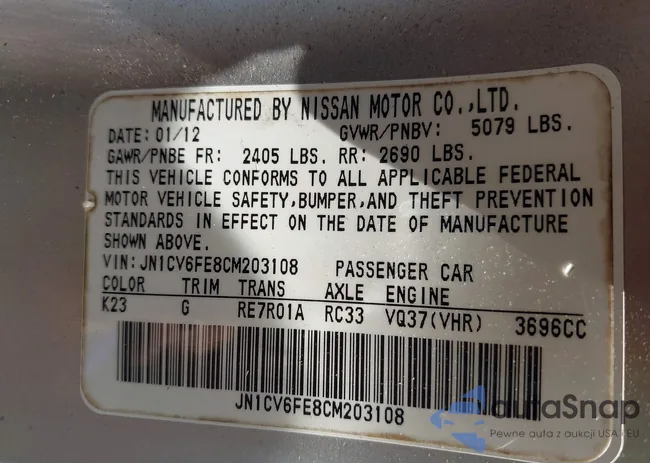 MANUFACTURED BY NISSAN MOTOR CO.,LTD.
DATE: 01/12 GVWR/PNBV: 5079 LBS.
GAWR/PNBE FR: 2405 LBS. RR: 2690 LBS.
THIS VEHICLE CONFORMS TO ALL APPLICABLE FEDERAL
MOTOR VEHICLE SAFETY,BUMPER,AND THEFT PREVENTION
STANDARDS IN EFFECT ON THE DATE OF MANUFACTURE
SHOWN ABOVE.
VIN:JN1CV6FE8CM203108 PASSENGER CAR
COLOR TRIM TRANS AXLE ENGINE
K23 G RE7R01A RC33 VQ37(VHR) 3696CC
JN1CV6FE8CM203108
autaSnap
Pewne auta z aukcji USA i EU